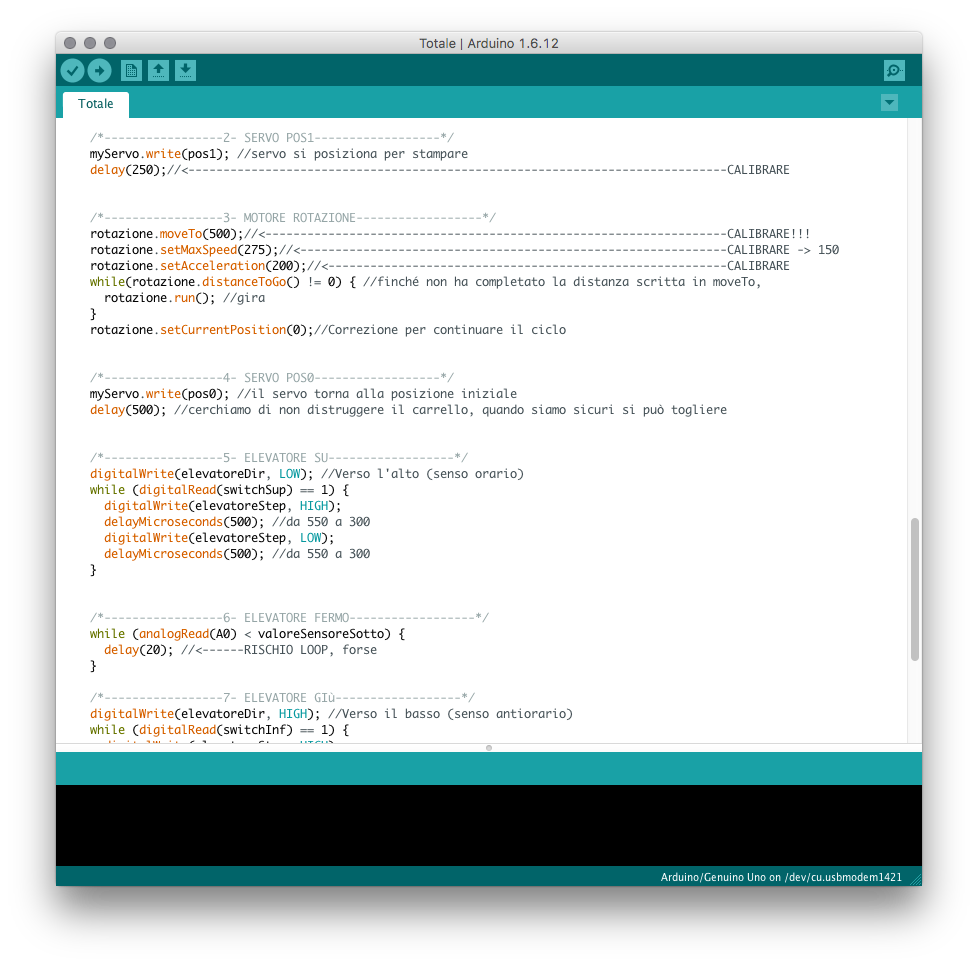 Totale | Arduino 1.6.12
Totale
/*-----------------2- SERVO POS1------------------*/
myServo.write(pos1); //servo si posiziona per stampare
delay(250);//<-----------------------------------------------------------------------------CALIBRARE
/*-----------------3- MOTORE ROTAZIONE------------------*/
rotazione.moveTo(500);//<------------------------------------------------------------------CALIBRARE!!!
rotazione.setMaxSpeed(275);//<-------------------------------------------------------------CALIBRARE -> 150
rotazione.setAcceleration(200);//<---------------------------------------------------------CALIBRARE
while(rotazione.distanceToGo() != 0) { //finché non ha completato la distanza scritta in moveTo,
  rotazione.run(); //gira
}
rotazione.setCurrentPosition(0);//Correzione per continuare il ciclo
/*-----------------4- SERVO POS0------------------*/
myServo.write(pos0); //il servo torna alla posizione iniziale
delay(500); //cerchiamo di non distruggere il carrello, quando siamo sicuri si può togliere
/*-----------------5- ELEVATORE SU------------------*/
digitalWrite(elevatoreDir, LOW); //Verso l'alto (senso orario)
while (digitalRead(switchSup) == 1) {
  digitalWrite(elevatoreStep, HIGH);
  delayMicroseconds(500); //da 550 a 300
  digitalWrite(elevatoreStep, LOW);
  delayMicroseconds(500); //da 550 a 300
}
/*-----------------6- ELEVATORE FERMO------------------*/
while (analogRead(A0) < valoreSensoreSotto) {
  delay(20); //<------RISCHIO LOOP, forse
}
/*-----------------7- ELEVATORE GIù------------------*/
digitalWrite(elevatoreDir, HIGH); //Verso il basso (senso antiorario)
while (digitalRead(switchInf) == 1) {
Arduino/Genuino Uno on /dev/cu.usbmodem1421